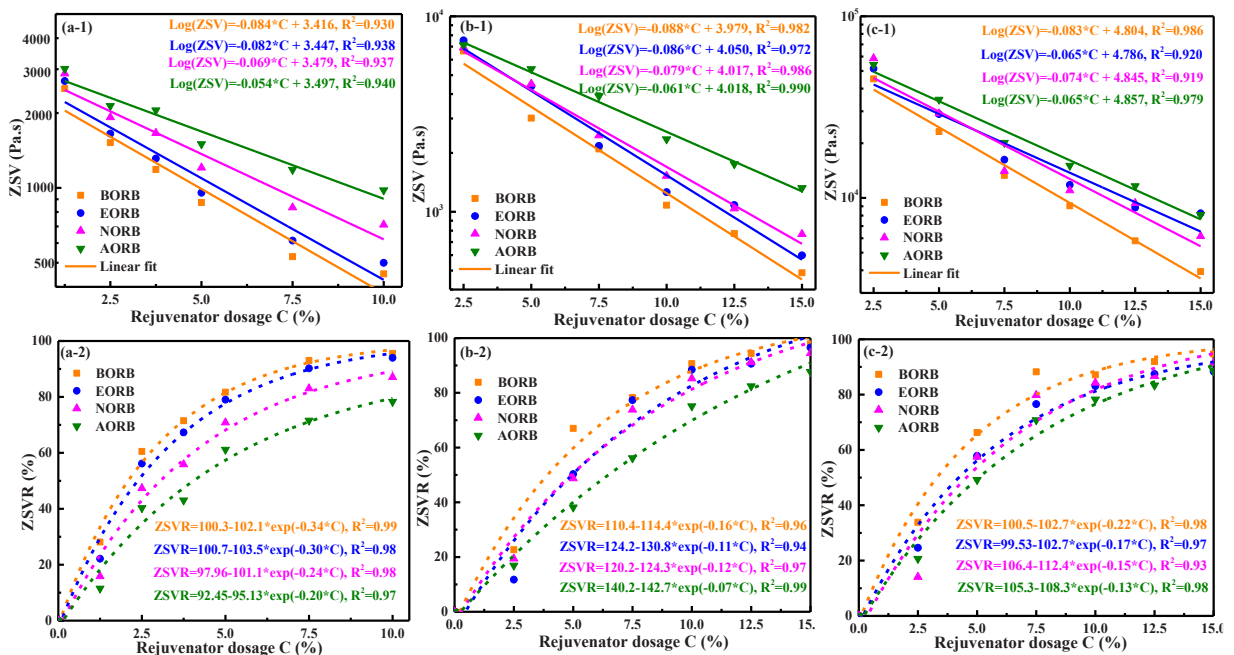 (a-1)
Log(ZSV)=-0.084*C + 3.416, R²=0.930
Log(ZSV)=-0.082*C + 3.447, R²=0.938
Log(ZSV)=-0.069*C + 3.479, R²=0.937
Log(ZSV)=-0.054*C + 3.497, R²=0.940
4000
3000
2000
1000
500
ZSV (Pa.s)
BORB
EORB
NORB
AORB
Linear fit
2.5 5.0 7.5 10.0
Rejuvenator dosage C (%)
(b-1)
Log(ZSV)=-0.088*C + 3.979, R²=0.982
Log(ZSV)=-0.086*C + 4.050, R²=0.972
Log(ZSV)=-0.079*C + 4.017, R²=0.986
Log(ZSV)=-0.061*C + 4.018, R²=0.990
10⁴
10³
ZSV (Pa.s)
BORB
EORB
NORB
AORB
Linear fit
2.5 5.0 7.5 10.0 12.5 15.0
Rejuvenator dosage C (%)
(c-1)
Log(ZSV)=-0.083*C + 4.804, R²=0.986
Log(ZSV)=-0.065*C + 4.786, R²=0.920
Log(ZSV)=-0.074*C + 4.845, R²=0.919
Log(ZSV)=-0.065*C + 4.857, R²=0.979
10⁵
10⁴
ZSV (Pa.s)
BORB
EORB
NORB
AORB
Linear fit
2.5 5.0 7.5 10.0 12.5 15.0
Rejuvenator dosage C (%)
(a-2)
100
80
60
40
20
0
ZSVR (%)
BORB
EORB
NORB
AORB
ZSVR=100.3-102.1*exp(-0.34*C), R²=0.99
ZSVR=100.7-103.5*exp(-0.30*C), R²=0.98
ZSVR=97.96-101.1*exp(-0.24*C), R²=0.98
ZSVR=92.45-95.13*exp(-0.20*C), R²=0.97
0.0 2.5 5.0 7.5 10.0
Rejuvenator dosage C (%)
(b-2)
100
80
60
40
20
0
ZSVR (%)
BORB
EORB
NORB
AORB
ZSVR=110.4-114.4*exp(-0.16*C), R²=0.96
ZSVR=124.2-130.8*exp(-0.11*C), R²=0.94
ZSVR=120.2-124.3*exp(-0.12*C), R²=0.97
ZSVR=140.2-142.7*exp(-0.07*C), R²=0.99
0.0 2.5 5.0 7.5 10.0 12.5 15.
Rejuvenator dosage C (%)
(c-2)
100
80
60
40
20
0
ZSVR (%)
BORB
EORB
NORB
AORB
ZSVR=100.5-102.7*exp(-0.22*C), R²=0.98
ZSVR=99.53-102.7*exp(-0.17*C), R²=0.97
ZSVR=106.4-112.4*exp(-0.15*C), R²=0.93
ZSVR=105.3-108.3*exp(-0.13*C), R²=0.98
0.0 2.5 5.0 7.5 10.0 12.5 15.
Rejuvenator dosage C (%)